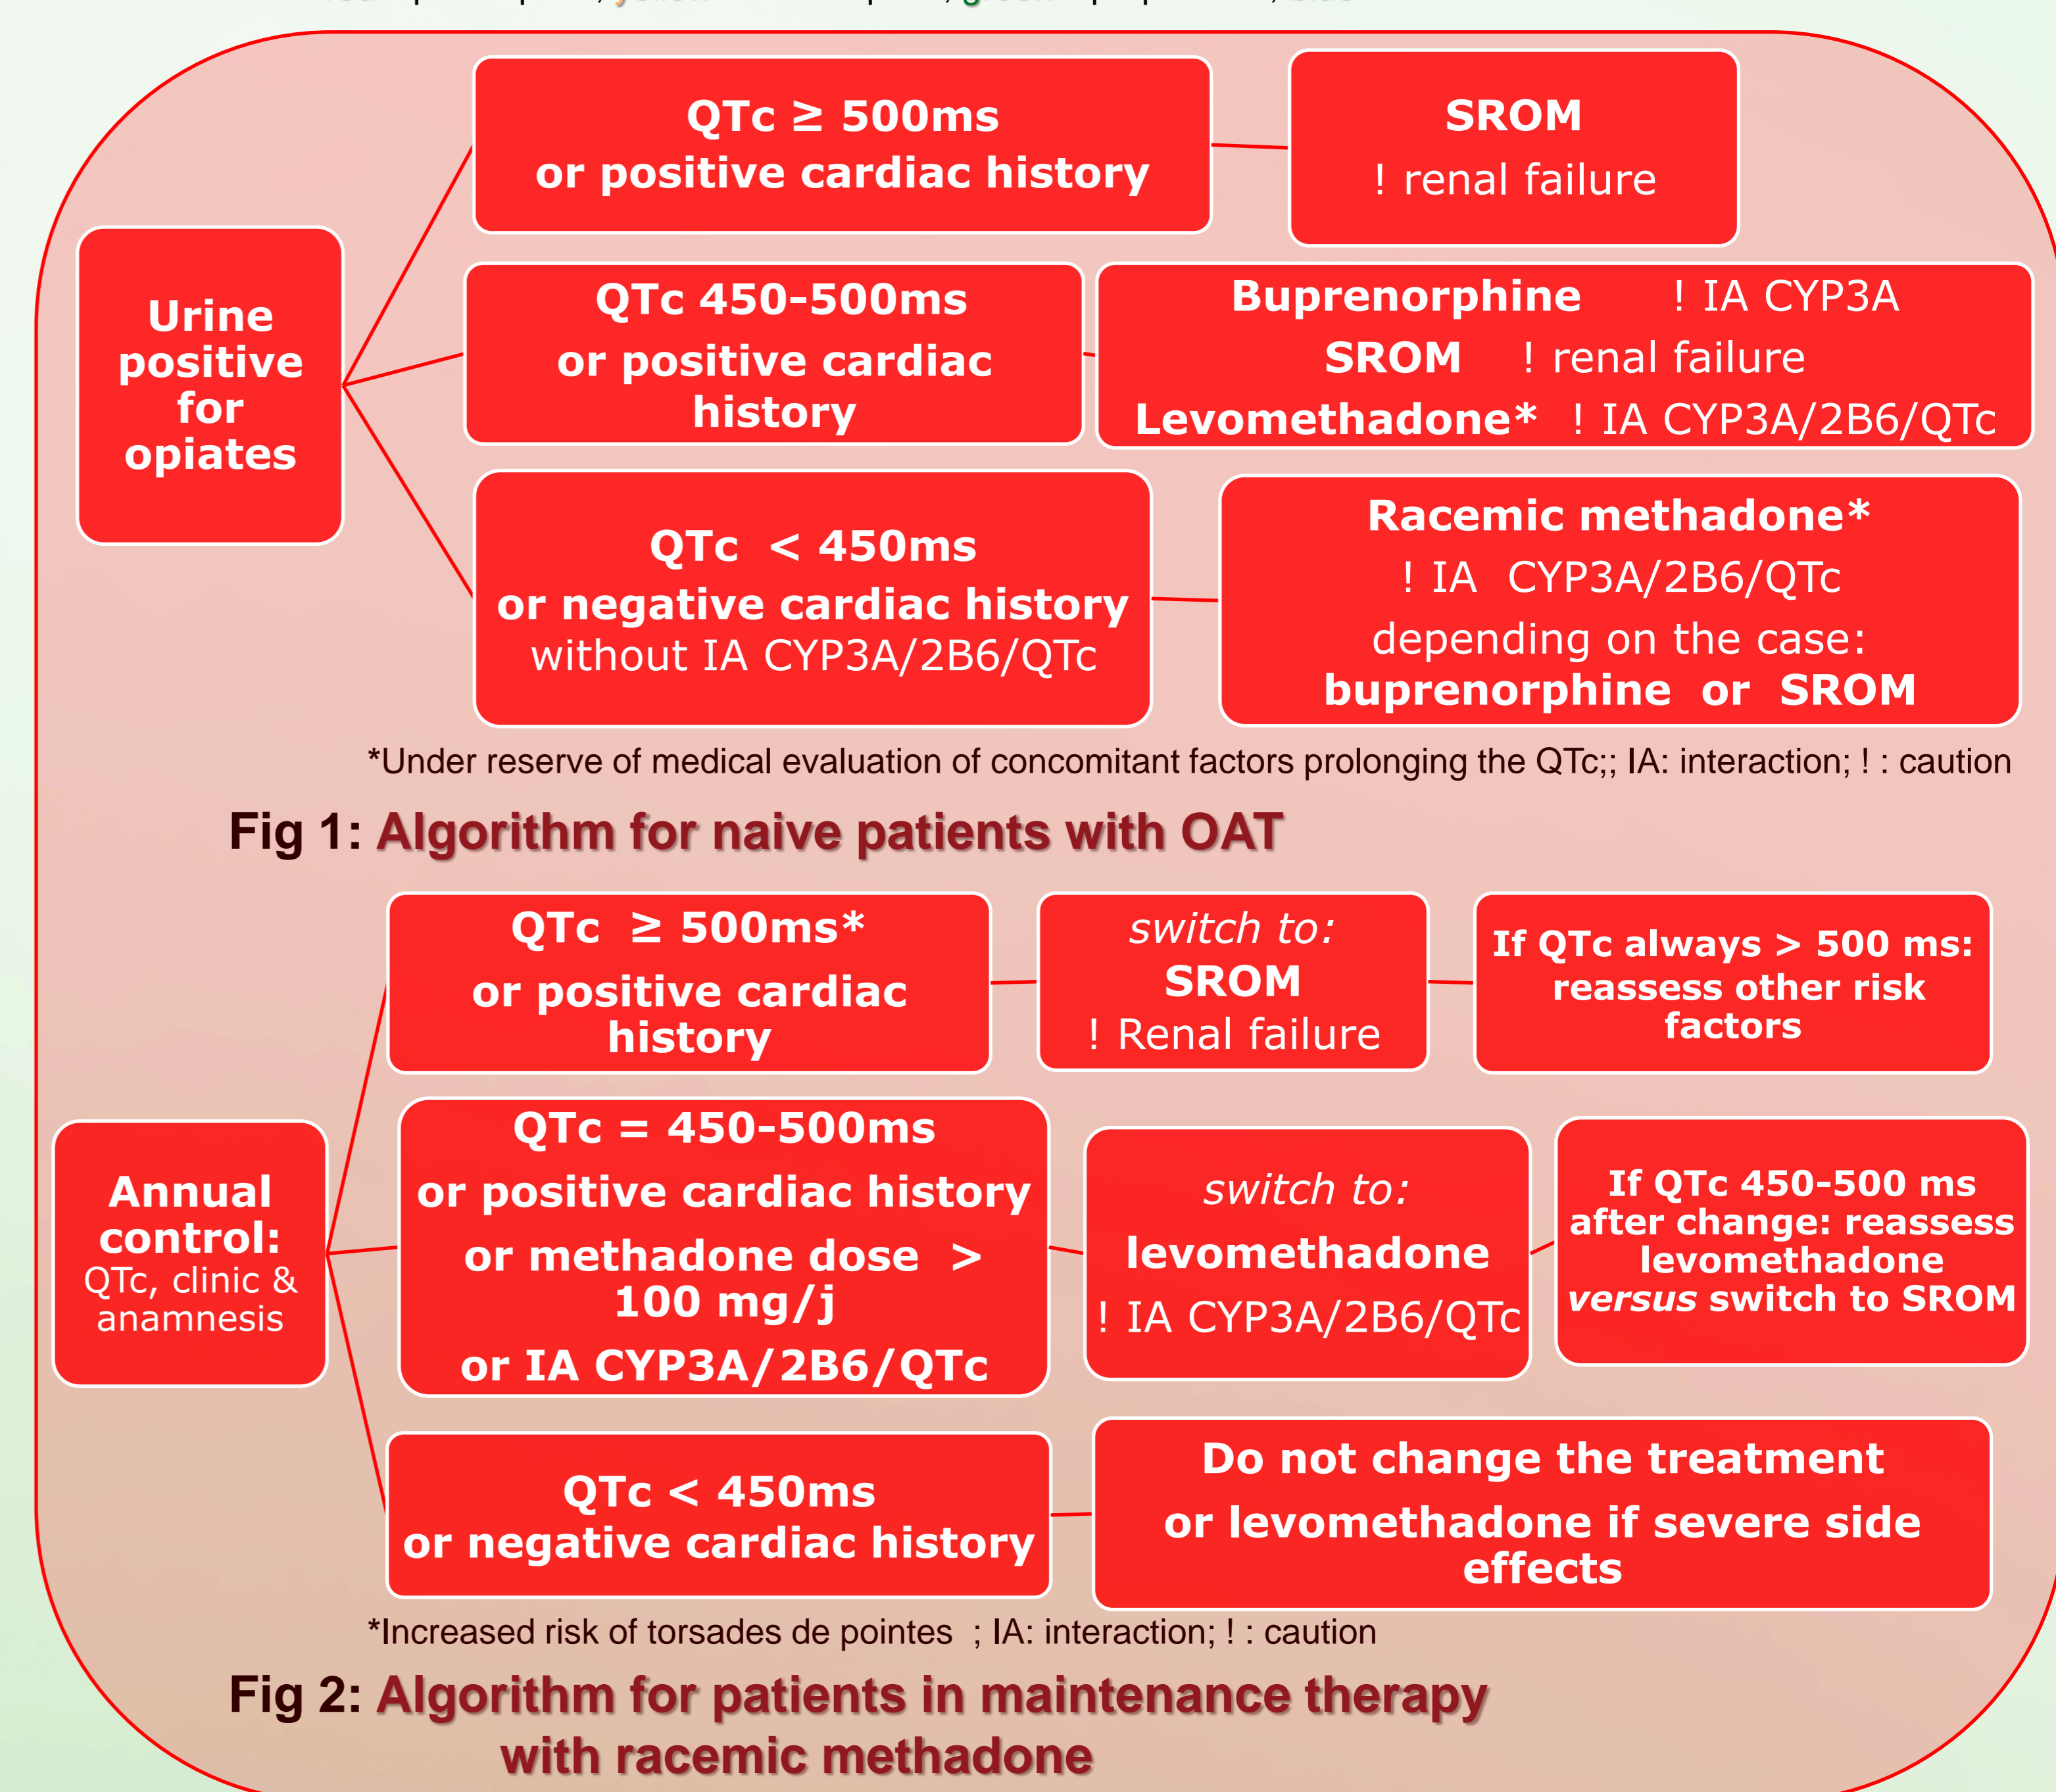 QTc ≥ 500ms
or positive cardiac history
SROM
! renal failure
Urine
positive
for
opiates
QTc 450-500ms
or positive cardiac
history
Buprenorphine ! IA CYP3A
SROM ! renal failure
Levomethadone* ! IA CYP3A/2B6/QTc
QTc < 450ms
or negative cardiac history
without IA CYP3A/2B6/QTc
Racemic methadone*
! IA CYP3A/2B6/QTc
depending on the case:
buprenorphine or SROM
*Under reserve of medical evaluation of concomitant factors prolonging the QTc;; IA: interaction; ! : caution
Fig 1: Algorithm for naive patients with OAT
QTc ≥ 500ms*
or positive cardiac
history
switch to:
SROM
! Renal failure
If QTc always > 500 ms:
reassess other risk
factors
Annual
control:
QTc, clinic &
anamnesis
QTc = 450-500ms
or positive cardiac history
or methadone dose >
100 mg/j
or IA CYP3A/2B6/QTc
switch to:
levomethadone
! IA CYP3A/2B6/QTc
If QTc 450-500 ms
after change: reassess
levomethadone
versus switch to SROM
QTc < 450ms
or negative cardiac history
Do not change the treatment
or levomethadone if severe side
effects
*Increased risk of torsades de pointes ; IA: interaction; ! : caution
Fig 2: Algorithm for patients in maintenance therapy
with racemic methadone